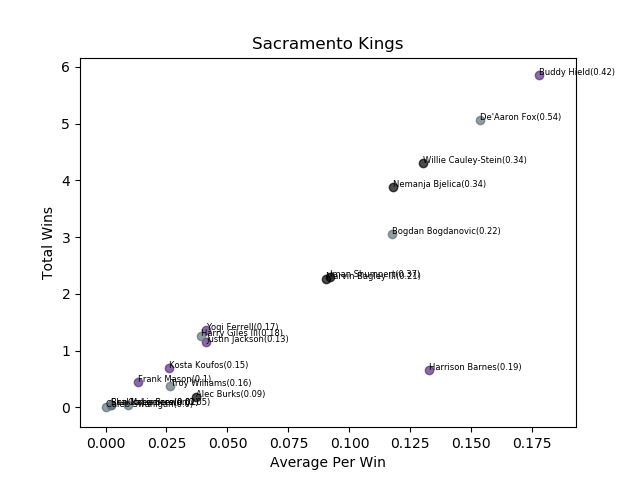 Sacramento Kings
Total Wins
6
5
4
3
2
1
0
Buddy Hield(0.42)
De'Aaron Fox(0.54)
Willie Cauley-Stein(0.34)
Nemanja Bjelica(0.34)
Bogdan Bogdanovic(0.22)
Iman Shumpert(0.37)
Marvin Bagley III(0.21)
Yogi Ferrell(0.17)
Harry Giles III(0.18)
Justin Jackson(0.13)
Kosta Koufos(0.15)
Harrison Barnes(0.19)
Frank Mason(0.1)
Troy Williams(0.16)
Alec Burks(0.09)
0.000 0.025 0.050 0.075 0.100 0.125 0.150 0.175
Average Per Win